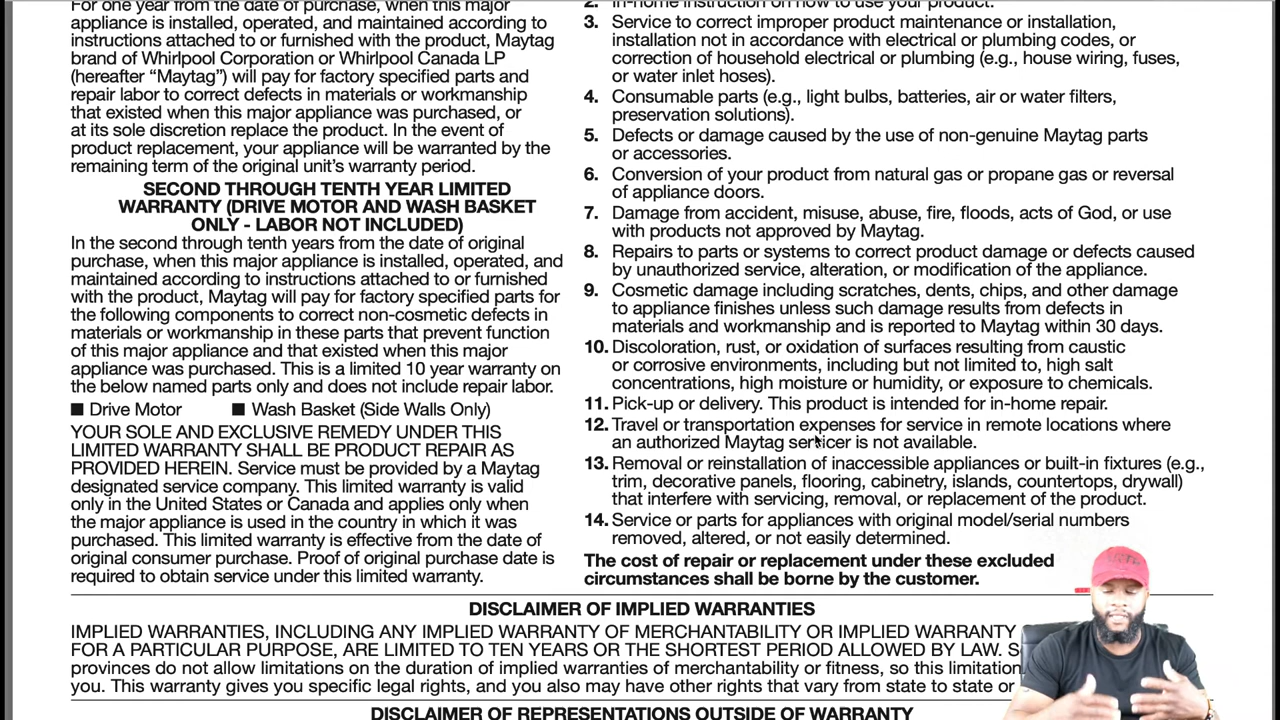 For one year from the date of purchase, when this major
appliance is installed, operated, and maintained according to
instructions attached to or furnished with the product, Maytag
brand of Whirlpool Corporation or Whirlpool Canada LP
(hereafter “Maytag”) will pay for factory specified parts and
repair labor to correct defects in materials or workmanship
that existed when this major appliance was purchased, or
at its sole discretion replace the product. In the event of
product replacement, your appliance will be warranted by the
remaining term of the original unit’s warranty period.
SECOND THROUGH TENTH YEAR LIMITED
WARRANTY (DRIVE MOTOR AND WASH BASKET
ONLY - LABOR NOT INCLUDED)
In the second through tenth years from the date of original
purchase, when this major appliance is installed, operated, and
maintained according to instructions attached to or furnished
with the product, Maytag will pay for factory specified parts for
the following components to correct non-cosmetic defects in
materials or workmanship in these parts that prevent function
of this major appliance and that existed when this major
appliance was purchased. This is a limited 10 year warranty on
the below named parts only and does not include repair labor.
■ Drive Motor ■ Wash Basket (Side Walls Only)
YOUR SOLE AND EXCLUSIVE REMEDY UNDER THIS
LIMITED WARRANTY SHALL BE PRODUCT REPAIR AS
PROVIDED HEREIN. Service must be provided by a Maytag
designated service company. This limited warranty is valid
only in the United States or Canada and applies only when
the major appliance is used in the country in which it was
purchased. This limited warranty is effective from the date of
original consumer purchase. Proof of original purchase date is
required to obtain service under this limited warranty.
2. In-home instruction on how to use your product.
3. Service to correct improper product maintenance or installation,
installation not in accordance with electrical or plumbing codes, or
correction of household electrical or plumbing (e.g., house wiring, fuses,
or water inlet hoses).
4. Consumable parts (e.g., light bulbs, batteries, air or water filters,
preservation solutions).
5. Defects or damage caused by the use of non-genuine Maytag parts
or accessories.
6. Conversion of your product from natural gas or propane gas or reversal
of appliance doors.
7. Damage from accident, misuse, abuse, fire, floods, acts of God, or use
with products not approved by Maytag.
8. Repairs to parts or systems to correct product damage or defects caused
by unauthorized service, alteration, or modification of the appliance.
9. Cosmetic damage including scratches, dents, chips, and other damage
to appliance finishes unless such damage results from defects in
materials and workmanship and is reported to Maytag within 30 days.
10. Discoloration, rust, or oxidation of surfaces resulting from caustic
or corrosive environments, including but not limited to, high salt
concentrations, high moisture or humidity, or exposure to chemicals.
11. Pick-up or delivery. This product is intended for in-home repair.
12. Travel or transportation expenses for service in remote locations where
an authorized Maytag servicer is not available.
13. Removal or reinstallation of inaccessible appliances or built-in fixtures (e.g.,
trim, decorative panels, flooring, cabinetry, islands, countertops, drywall)
that interfere with servicing, removal, or replacement of the product.
14. Service or parts for appliances with original model/serial numbers
removed, altered, or not easily determined.
The cost of repair or replacement under these excluded
circumstances shall be borne by the customer.
DISCLAIMER OF IMPLIED WARRANTIES
IMPLIED WARRANTIES, INCLUDING ANY IMPLIED WARRANTY OF MERCHANTABILITY OR IMPLIED WARRANTY
FOR A PARTICULAR PURPOSE, ARE LIMITED TO TEN YEARS OR THE SHORTEST PERIOD ALLOWED BY LAW. S
provinces do not allow limitations on the duration of implied warranties of merchantability or fitness, so this limitation
you. This warranty gives you specific legal rights, and you also may have other rights that vary from state to state or
DISCLAIMER OF REPRESENTATIONS OUTSIDE OF WARRANTY